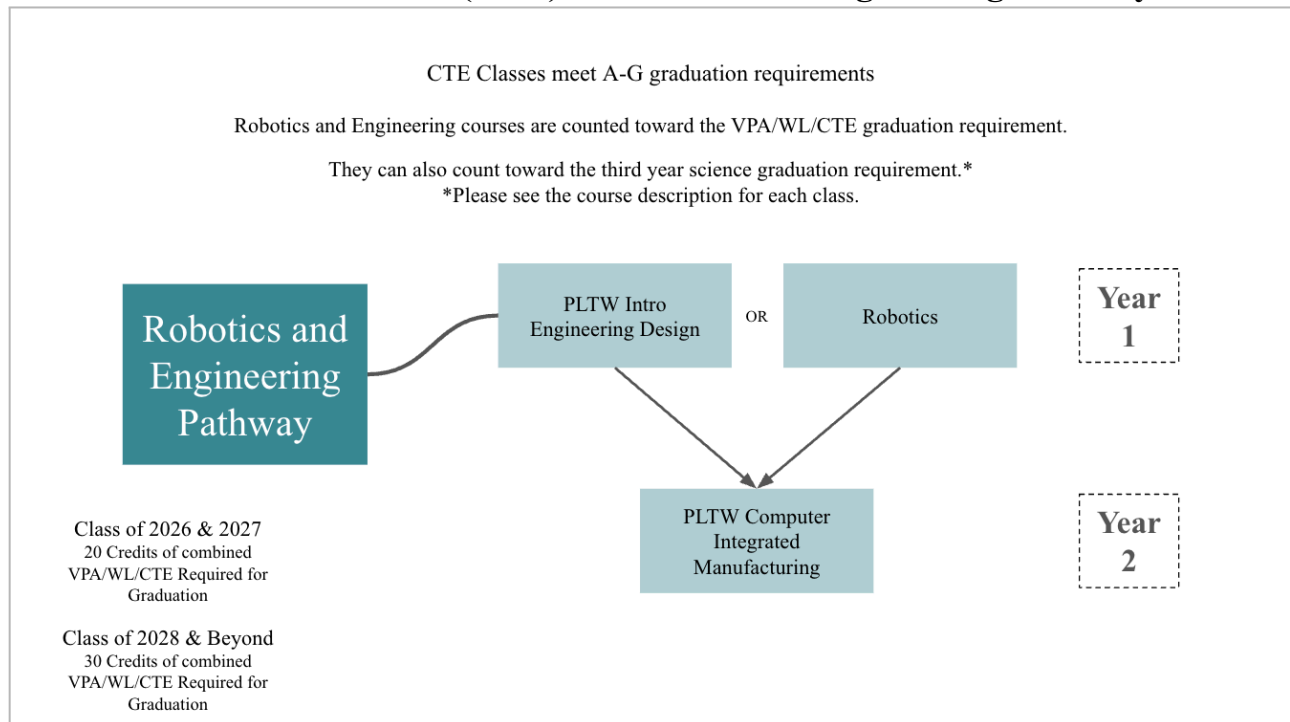 CTE Classes meet A-G graduation requirements
Robotics and Engineering courses are counted toward the VPA/WL/CTE graduation requirement.
They can also count toward the third year science graduation requirement.*
*Please see the course description for each class.
Robotics and
Engineering
Pathway
PLTW Intro
Engineering Design
OR
Robotics
Year
1
PLTW Computer
Integrated
Manufacturing
Year
2
Class of 2026 & 2027
20 Credits of combined
VPA/WL/CTE Required for
Graduation
Class of 2028 & Beyond
30 Credits of combined
VPA/WL/CTE Required for
Graduation